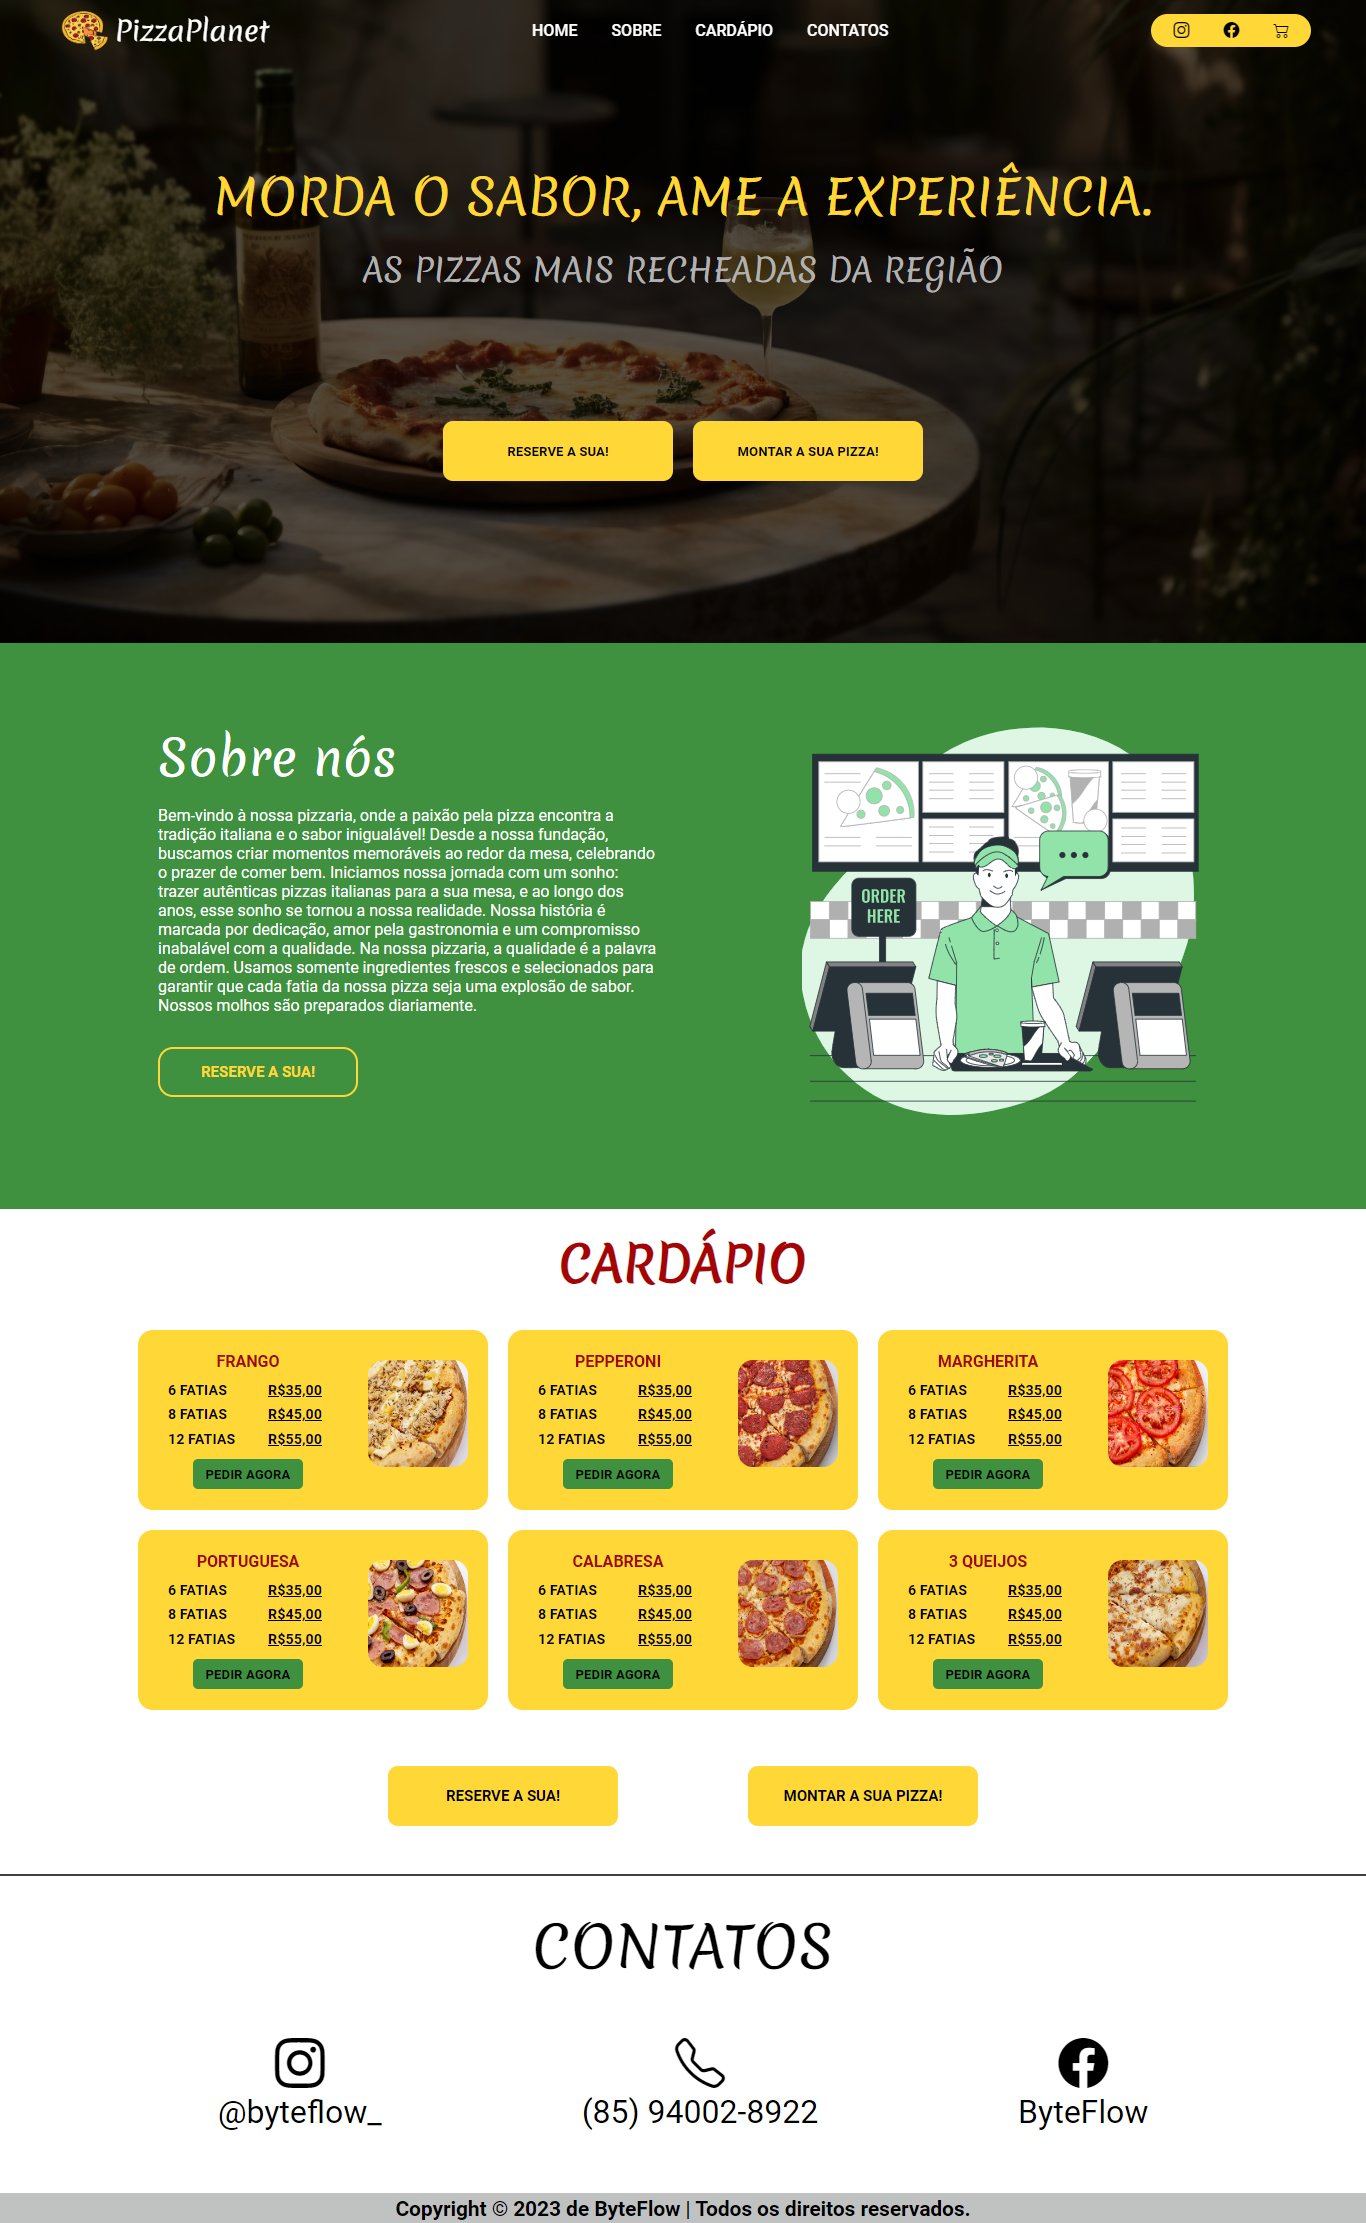 PizzaPlanet
HOME SOBRE CARDÁPIO CONTATOS
MORDA O SABOR, AME A EXPERIÊNCIA.
AS PIZZAS MAIS RECHEADAS DA REGIÃO
RESERVE A SUA! MONTAR A SUA PIZZA!
Sobre nós
Bem-vindo à nossa pizzaria, onde a paixão pela pizza encontra a
tradição italiana e o sabor inigualável! Desde a nossa fundação,
buscamos criar momentos memoráveis ao redor da mesa, celebrando
o prazer de comer bem. Iniciamos nossa jornada com um sonho:
trazer autênticas pizzas italianas para a sua mesa, e ao longo dos
anos, esse sonho se tornou a nossa realidade. Nossa história é
marcada por dedicação, amor pela gastronomia e um compromisso
inabalável com a qualidade. Na nossa pizzaria, a qualidade é a palavra
de ordem. Usamos somente ingredientes frescos e selecionados para
garantir que cada fatia da nossa pizza seja uma explosão de sabor.
Nossos molhos são preparados diariamente.
RESERVE A SUA!
ORDER
HERE
CARDÁPIO
FRANGO
6 FATIAS R$35,00
8 FATIAS R$45,00
12 FATIAS R$55,00
PEDIR AGORA
PEPPERONI
6 FATIAS R$35,00
8 FATIAS R$45,00
12 FATIAS R$55,00
PEDIR AGORA
MARGHERITA
6 FATIAS R$35,00
8 FATIAS R$45,00
12 FATIAS R$55,00
PEDIR AGORA
PORTUGUESA
6 FATIAS R$35,00
8 FATIAS R$45,00
12 FATIAS R$55,00
PEDIR AGORA
CALABRESA
6 FATIAS R$35,00
8 FATIAS R$45,00
12 FATIAS R$55,00
PEDIR AGORA
3 QUEIJOS
6 FATIAS R$35,00
8 FATIAS R$45,00
12 FATIAS R$55,00
PEDIR AGORA
RESERVE A SUA! MONTAR A SUA PIZZA!
CONTATOS
@byteflow_
(85) 94002-8922
ByteFlow
Copyright © 2023 de ByteFlow | Todos os direitos reservados.